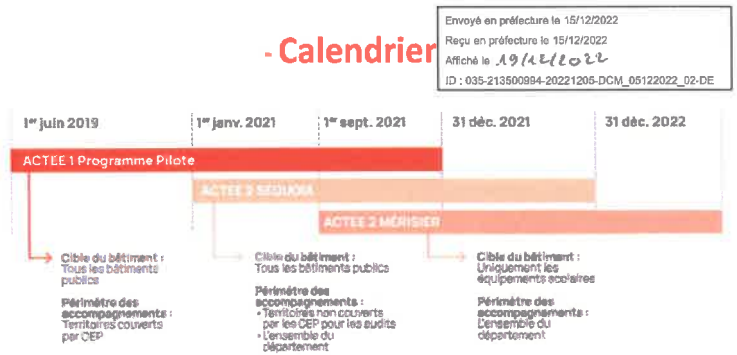 - Calendrier
Envoyé en préfecture le 15/12/2022
Reçu en préfecture le 15/12/2022
Affiché le 19/12/2022
ID : 035-213500994-20221205-DCM_05122022_02-DE
1er juin 2019
1er janv. 2021
1er sept. 2021
31 déc. 2021
31 déc. 2022
ACTEE 1 Programme Pilote
ACTEE 2 SEQUOIA
ACTEE 2 MÉRISIER
Cible du bâtiment :
Tous les bâtiments
publics
Périmétre des
accompagnements :
Territoires couverts
par CEP
Cible du bâtiment :
Tous les bâtiments publics
Périmétre des
accompagnements :
• Territoires non couverts
par les CEP pour les audits
• L'ensemble du
département
Cible du bâtiment :
Uniquement les
équipements scolaires
Périmétre des
accompagnements :
L'ensemble du
département